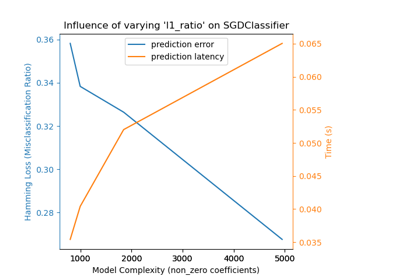 Influence of varying 'l1_ratio' on SGDClassifier
prediction error
prediction latency
Hamming Loss (Misclassification Ratio)
0.36
0.34
0.32
0.30
0.28
0.065
0.060
0.055
0.050
0.045
0.040
0.035
Time (s)
1000 2000 3000 4000 5000
Model Complexity (non_zero coefficients)